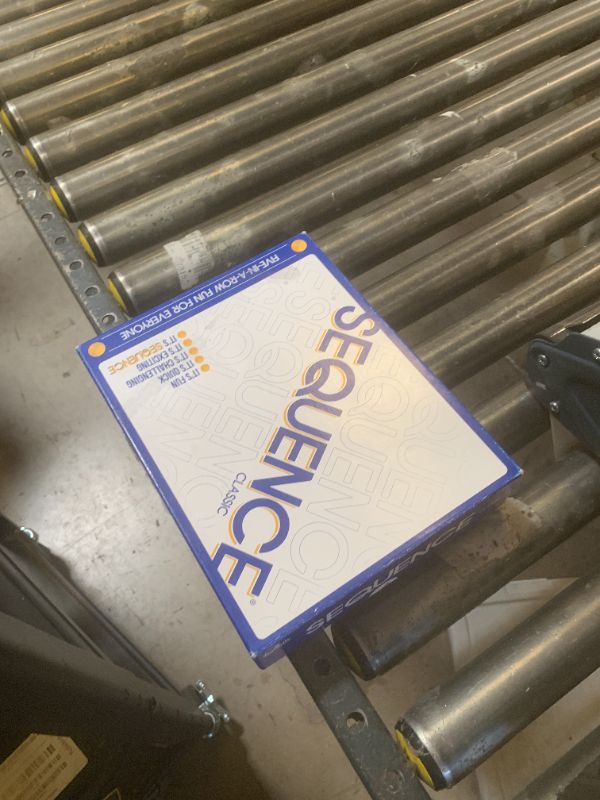 SEQUENCE®
CLASSIC
IT'S FUN
IT'S QUICK
IT'S CHALLENGING
IT'S EXCITING
IT'S SEQUENCE
FIVE-IN-A-ROW FUN FOR EVERYONE
SEQUENCE